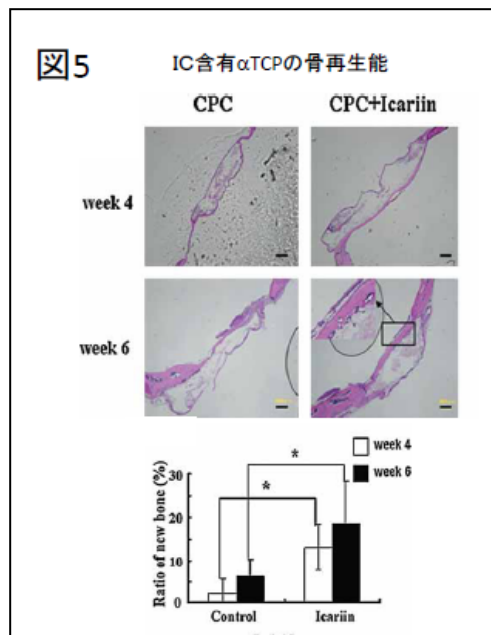 図5
IC含有αTCPの骨再生能
CPC
CPC+Icariin
week 4
week 6
week 4
week 6
*
*
Ratio of new bone (%)
30
20
10
0
Control
Icariin